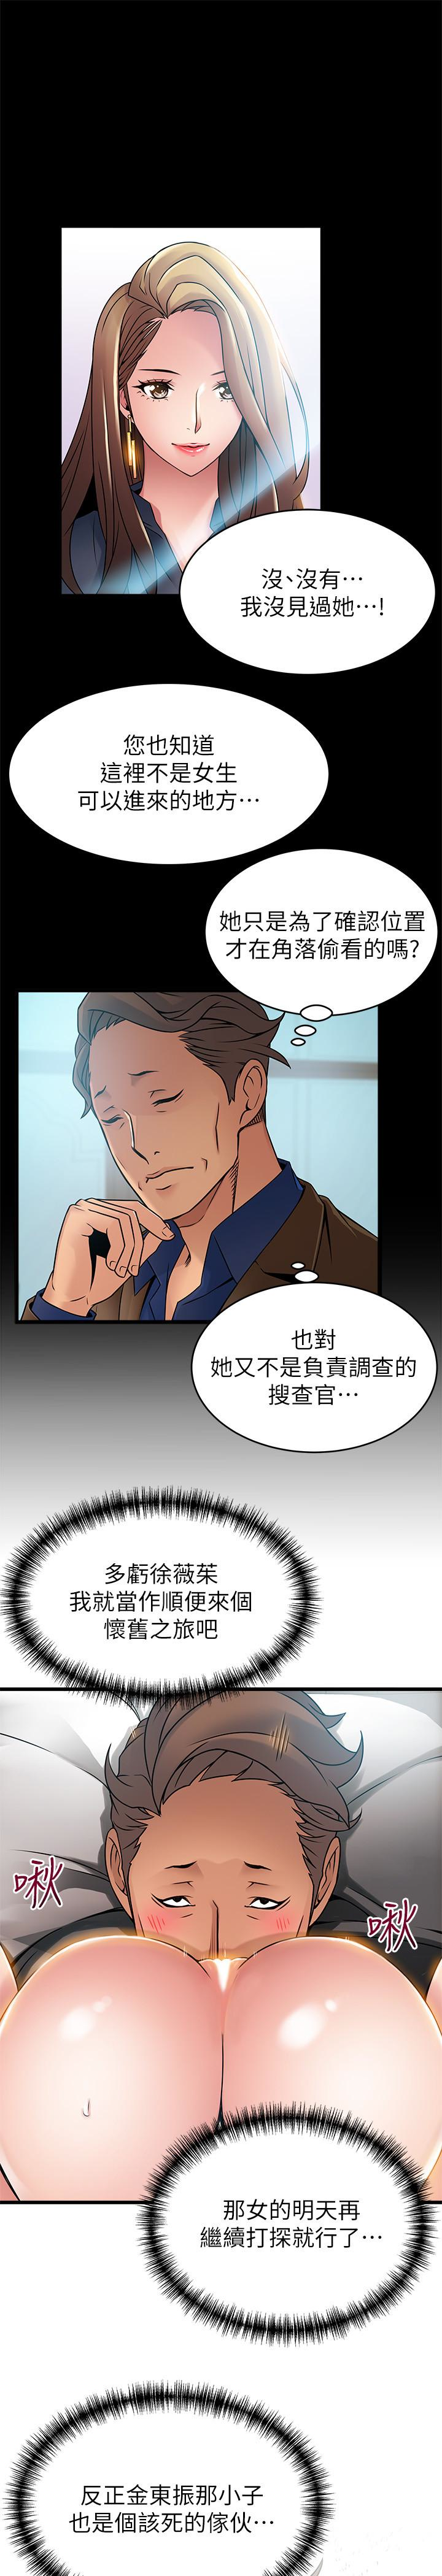 沒、沒有…
我沒見過她…!
您也知道
這裡不是女生
可以進來的地方…
她只是為了確認位置
才在角落偷看的嗎?
也對
她又不是負責調查的
搜查官…
多虧徐薇茱
我就當作順便來個
懷舊之旅吧
啾
啾
那女的明天再
繼續打探就行了…
反正金東振那小子
也是個該死的傢伙…